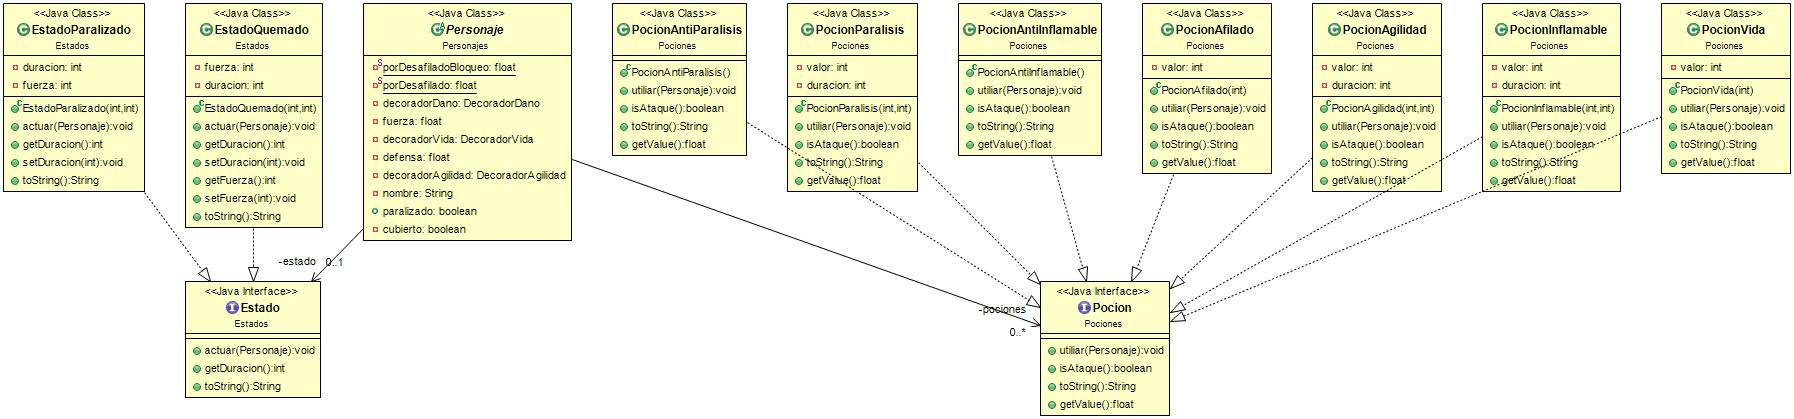 <<Java Class>>
EstadoParalizado
Estados
duracion: int
fuerza: int
EstadoParalizado(int,int)
actuar(Personaje):void
getDuracion():int
setDuracion(int):void
toString():String
<<Java Class>>
EstadoQuemado
Estados
fuerza: int
duracion: int
EstadoQuemado(int,int)
actuar(Personaje):void
getDuracion():int
setDuracion(int):void
getFuerza():int
setFuerza(int):void
toString():String
<<Java Class>>
Personaje
Personajes
porDesafiladoBloqueo: float
porDesafilado: float
decoradorDano: DecoradorDano
fuerza: float
decoradorVida: DecoradorVida
defensa: float
decoradorAgilidad: DecoradorAgilidad
nombre: String
paralizado: boolean
cubierto: boolean
<<Java Class>>
PocionAntiParalisis
Pociones
PocionAntiParalisis()
utiliar(Personaje):void
isAtaque():boolean
toString():String
getValue():float
<<Java Class>>
PocionParalisis
Pociones
valor: int
duracion: int
PocionParalisis(int,int)
utiliar(Personaje):void
isAtaque():boolean
toString():String
getValue():float
<<Java Class>>
PocionAntiInflamable
Pociones
PocionAntiInflamable()
utiliar(Personaje):void
isAtaque():boolean
toString():String
getValue():float
<<Java Class>>
PocionAfilado
Pociones
valor: int
PocionAfilado(int)
utiliar(Personaje):void
isAtaque():boolean
toString():String
getValue():float
<<Java Class>>
PocionAgilidad
Pociones
valor: int
duracion: int
PocionAgilidad(int,int)
utiliar(Personaje):void
isAtaque():boolean
toString():String
getValue():float
<<Java Class>>
PocionInflamable
Pociones
valor: int
duracion: int
PocionInflamable(int,int)
utiliar(Personaje):void
isAtaque():boolean
toString():String
getValue():float
<<Java Class>>
PocionVida
Pociones
valor: int
PocionVida(int)
utiliar(Personaje):void
isAtaque():boolean
toString():String
getValue():float
-estado 0..1
<<Java Interface>>
Estado
Estados
actuar(Personaje):void
getDuracion():int
toString():String
-pociones
0..*
<<Java Interface>>
Pocion
Pociones
utiliar(Personaje):void
isAtaque():boolean
toString():String
getValue():float